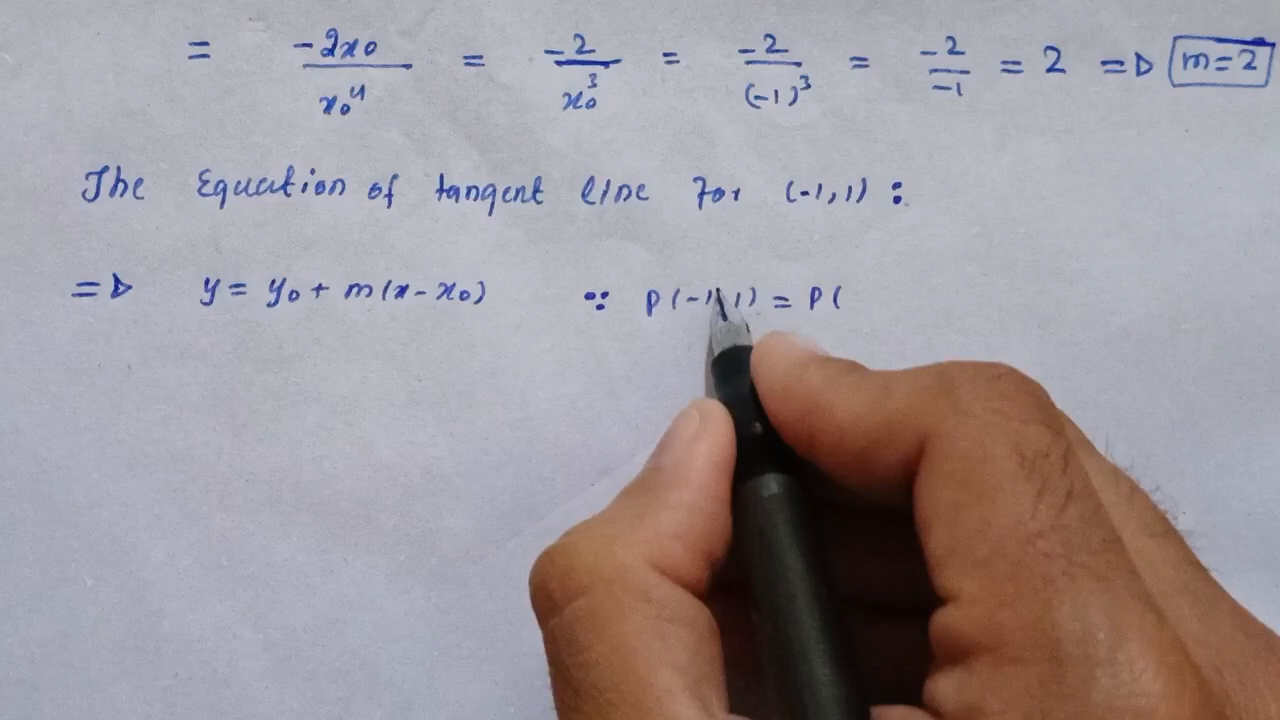 = -2x₀/x₀⁴ = -2/x₀³ = -2/(-1)³ = -2/-1 = 2 ⇒ m=2
The Equation of tangent line for (-1,1) :
⇒ y = y₀ + m(x-x₀) ∵ P(-1,1) = P(